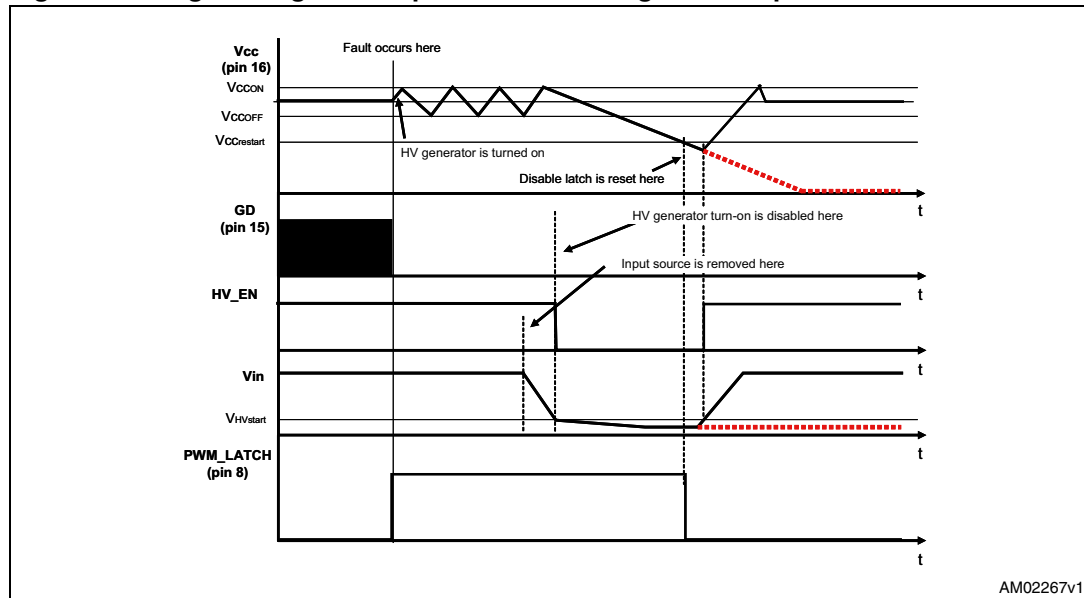 Vcc
(pin 16)
Fault occurs here
VCCON
VCCOFF
VCCrestart
HV generator is turned on
Disable latch is reset here
t
GD
(pin 15)
HV generator turn-on is disabled here
Input source is removed here
t
HV_EN
t
Vin
VHVstart
t
PWM_LATCH
(pin 8)
t
AM02267v1